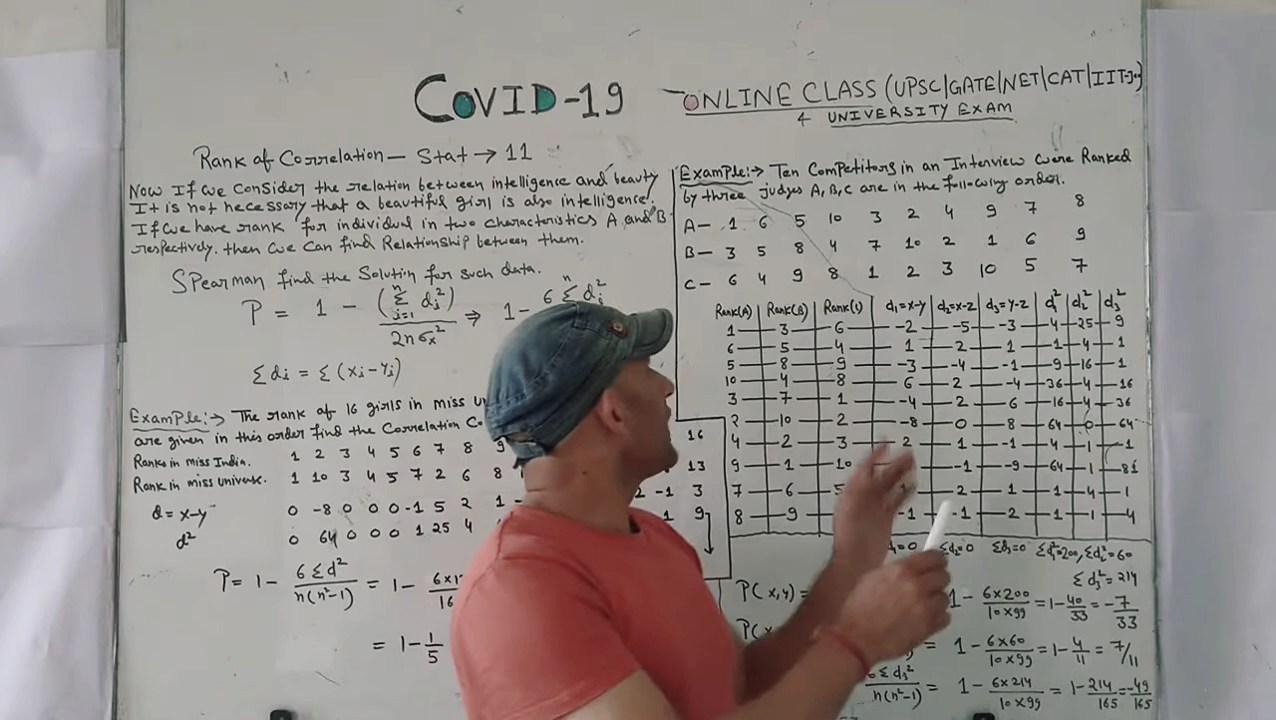 COVID-19
ONLINE CLASS (UPSC|GATE|NET|CAT|IIT-J
& UNIVERSITY EXAM
Rank of Correlation— Stat → 11
Now If we Consider the relation between intelligence and beauty
It is not necessary that a beautiful girl is also intelligence.
If we have rank for individual in two characteristics A and B
respectively. then we can find Relationship between them.
SPearman find the Solution for such data.
P = 1 - (n Σ i=1 di²) / 2nσx² ⇒ 1 - 6 n Σ di²
Σdi = Σ(xi-yi)
Example:→ The rank of 16 girls in miss U
are given in this order find the Correlation Co
Ranks in miss India. 1 2 3 4 5 6 7 8 9 16
Rank in miss universe. 1 10 3 4 5 7 2 6 8 13
d = x-y 0 -8 0 0 0 -1 5 2 1 -1 3
d² 0 64 0 0 0 1 25 4 1 9
P = 1 - 6Σd² / n(n²-1) = 1 - 6×1 / 16
= 1 - 1/5
Example:→ Ten Competitors in an Interview were Ranked
by three judges A, B, C are in the following order.
A— 1 6 5 10 3 2 4 9 7 8
B— 3 5 8 4 7 10 2 1 6 9
C— 6 4 9 8 1 2 3 10 5 7
Rank(A) Rank(B) Rank(C) d1=x-y d2=x-z d3=y-z d1² d2² d3²
1 3 6 -2 -5 -3 4 25 9
6 5 4 1 2 1 1 4 1
5 8 9 -3 -4 -1 9 16 1
10 4 8 6 2 -4 36 4 16
3 7 1 -4 2 6 16 4 36
2 10 2 -8 0 8 64 0 64
4 2 3 2 1 -1 4 1 1
9 1 10 -1 -9 64 1 81
7 6 5 1 2 1 1 4 1
8 9 -1 -1 2 1 1 4
d1=0 Σd2=0 Σd3=0 Σd1²=200, Σd2²=60
Σd3²=214
P(x,y) = 1 - 6×200 / 10×99 = 1 - 40/33 = -7/33
P(x = 1 - 6×60 / 10×99 = 1 - 4/11 = 7/11
6Σd3² / n(n²-1) = 1 - 6×214 / 10×99 = 1 - 214/165 = -49/165